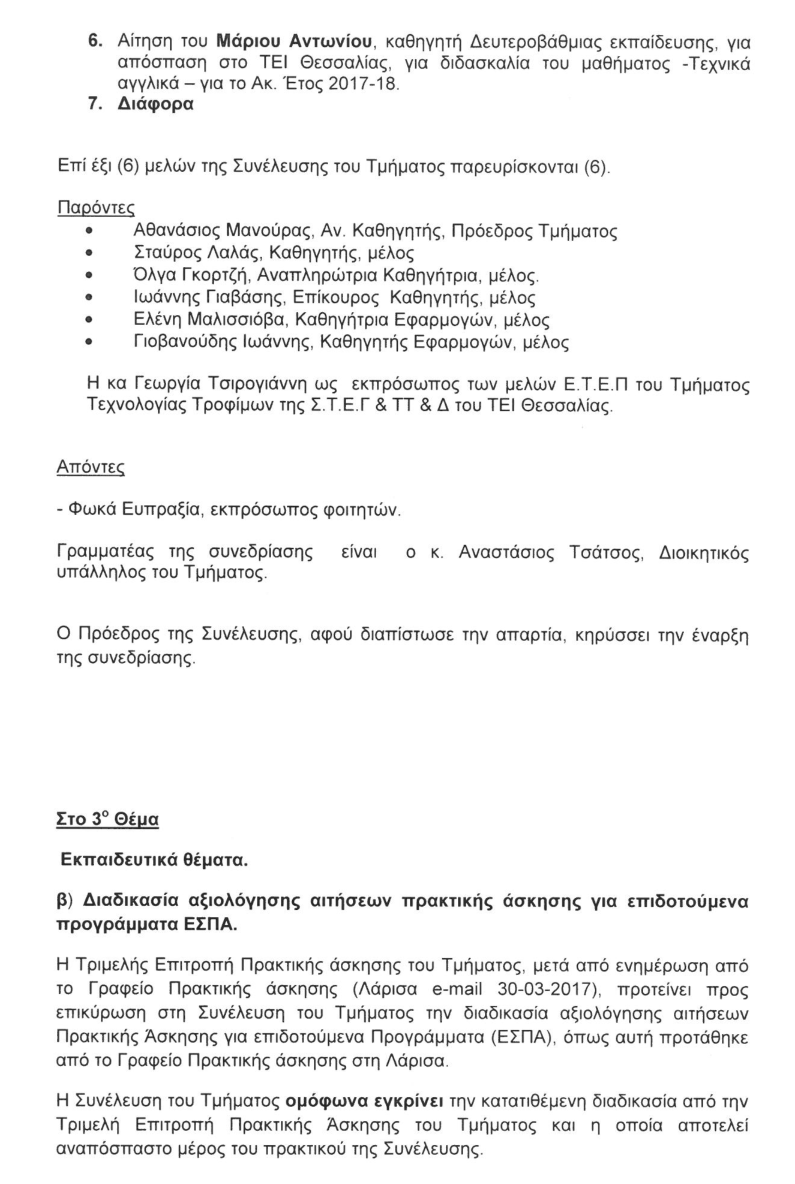 6. Αίτηση του Μάριου Αντωνίου, καθηγητή Δευτεροβάθμιας εκπαίδευσης, για
απόσπαση στο ΤΕΙ Θεσσαλίας, για διδασκαλία του μαθήματος -Τεχνικά
αγγλικά – για το Ακ. Έτος 2017-18.
7. Διάφορα
Επί έξι (6) μελών της Συνέλευσης του Τμήματος παρευρίσκονται (6).
Παρόντες
• Αθανάσιος Μανούρας, Αν. Καθηγητής, Πρόεδρος Τμήματος
• Σταύρος Λαλάς, Καθηγητής, μέλος
• Όλγα Γκορτζή, Αναπληρώτρια Καθηγήτρια, μέλος.
• Ιωάννης Γιαβάσης, Επίκουρος Καθηγητής, μέλος
• Ελένη Μαλισσιόβα, Καθηγήτρια Εφαρμογών, μέλος
• Γιοβανούδης Ιωάννης, Καθηγητής Εφαρμογών, μέλος
Η κα Γεωργία Τσιρογιάννη ως εκπρόσωπος των μελών Ε.Τ.Ε.Π του Τμήματος
Τεχνολογίας Τροφίμων της Σ.Τ.Ε.Γ & ΤΤ & Δ του ΤΕΙ Θεσσαλίας.
Απόντες
- Φωκά Ευπραξία, εκπρόσωπος φοιτητών.
Γραμματέας της συνεδρίασης είναι ο κ. Αναστάσιος Τσάτσος, Διοικητικός
υπάλληλος του Τμήματος.
Ο Πρόεδρος της Συνέλευσης, αφού διαπίστωσε την απαρτία, κηρύσσει την έναρξη
της συνεδρίασης.
Στο 3ο Θέμα
Εκπαιδευτικά θέματα.
β) Διαδικασία αξιολόγησης αιτήσεων πρακτικής άσκησης για επιδοτούμενα
προγράμματα ΕΣΠΑ.
Η Τριμελής Επιτροπή Πρακτικής άσκησης του Τμήματος, μετά από ενημέρωση από
το Γραφείο Πρακτικής άσκησης (Λάρισα e-mail 30-03-2017), προτείνει προς
επικύρωση στη Συνέλευση του Τμήματος την διαδικασία αξιολόγησης αιτήσεων
Πρακτικής Άσκησης για επιδοτούμενα Προγράμματα (ΕΣΠΑ), όπως αυτή προτάθηκε
από το Γραφείο Πρακτικής άσκησης στη Λάρισα.
Η Συνέλευση του Τμήματος ομόφωνα εγκρίνει την κατατιθέμενη διαδικασία από την
Τριμελή Επιτροπή Πρακτικής Άσκησης του Τμήματος και η οποία αποτελεί
αναπόσπαστο μέρος του πρακτικού της Συνέλευσης.